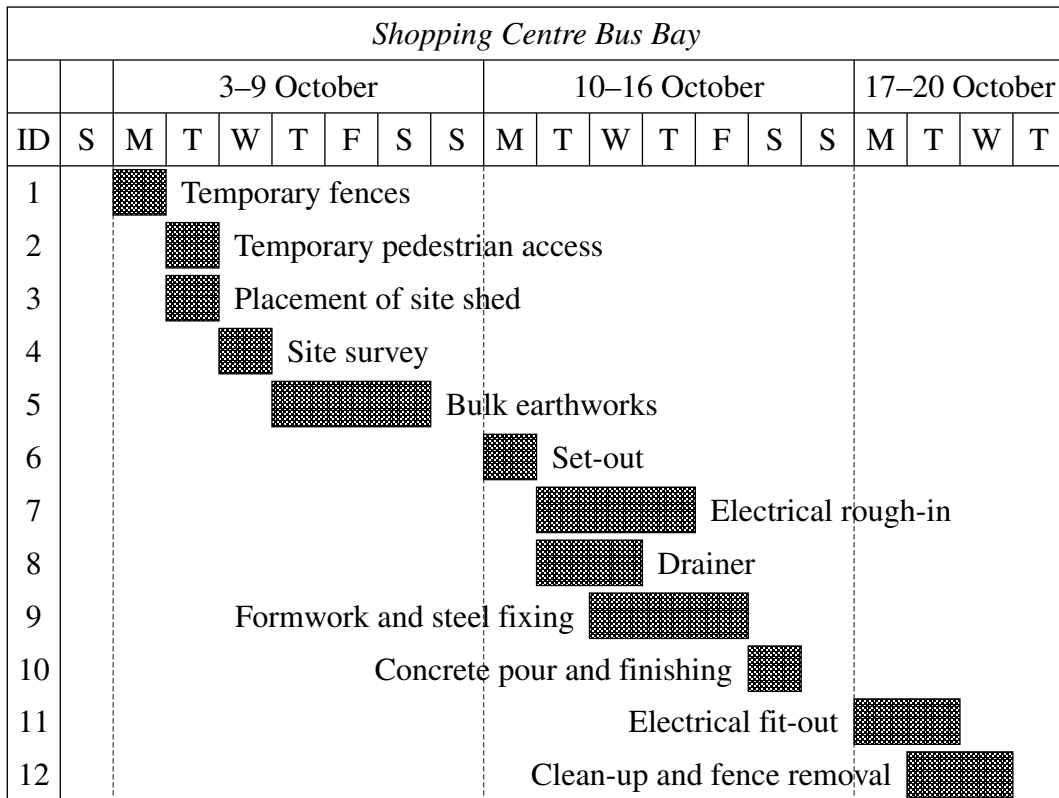 Shopping Centre Bus Bay
3–9 October 10–16 October 17–20 October
ID S M T W T F S S M T W T F S S M T W T
1 Temporary fences
2 Temporary pedestrian access
3 Placement of site shed
4 Site survey
5 Bulk earthworks
6 Set-out
7 Electrical rough-in
8 Drainer
9 Formwork and steel fixing
10 Concrete pour and finishing
11 Electrical fit-out
12 Clean-up and fence removal